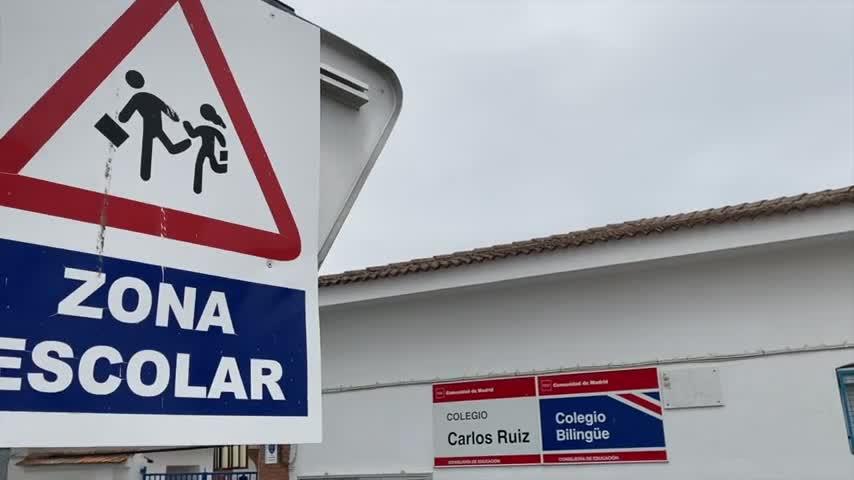 ZONA
ESCOLAR
Comunidad de Madrid
COLEGIO
Carlos Ruiz
CONSEJERÍA DE EDUCACIÓN
Comunidad de Madrid
Colegio
Bilingüe
CONSEJERÍA DE EDUCACIÓN